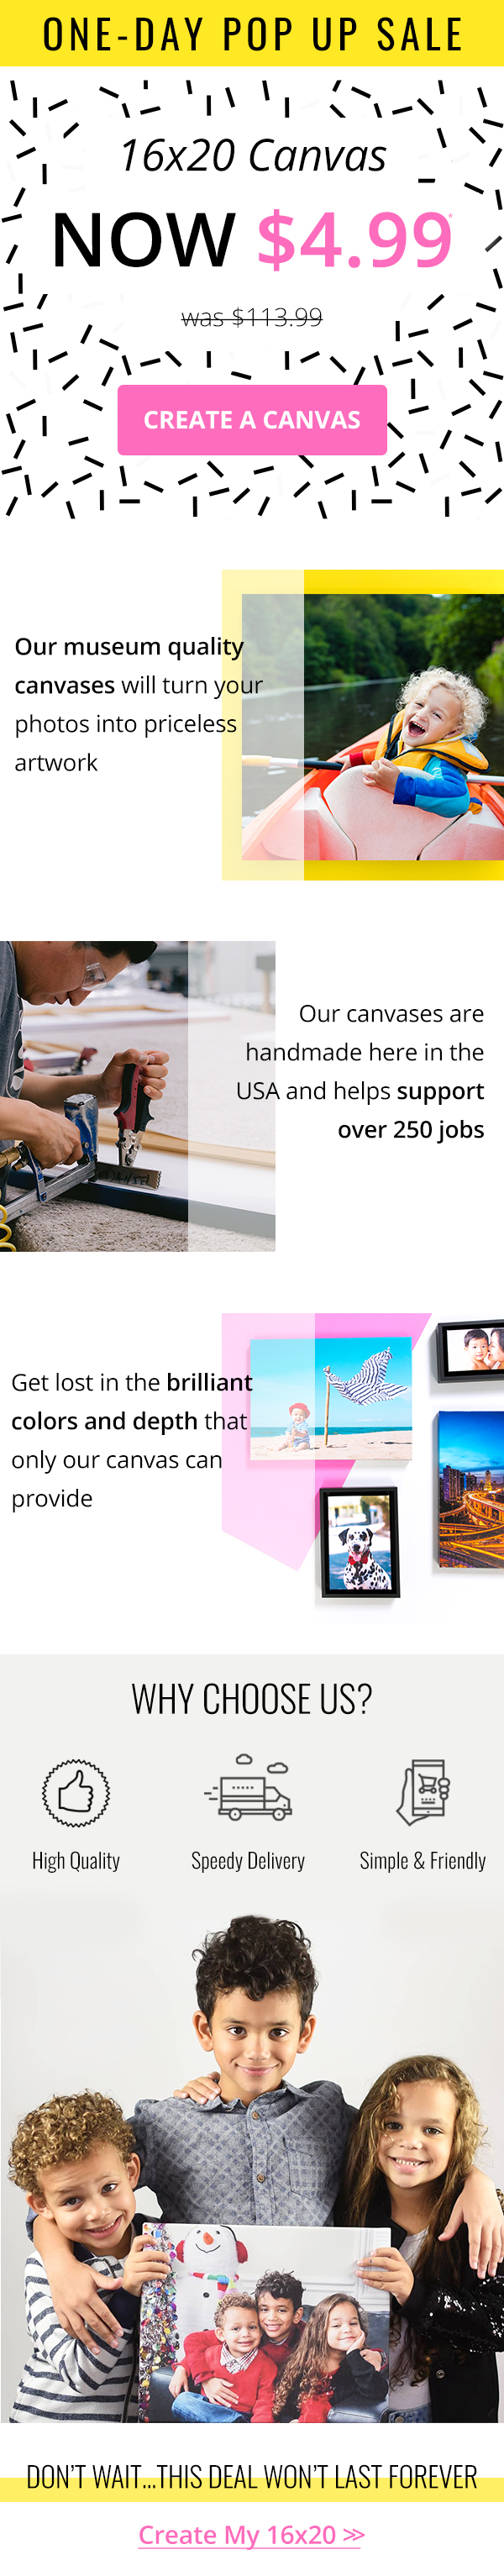 ONE-DAY POP UP SALE
16x20 Canvas
NOW $4.99*
was $113.99
CREATE A CANVAS
Our museum quality
canvases will turn your
photos into priceless
artwork
Our canvases are
handmade here in the
USA and helps support
over 250 jobs
Get lost in the brilliant
colors and depth that
only our canvas can
provide
WHY CHOOSE US?
High Quality
Speedy Delivery
Simple & Friendly
DON'T WAIT...THIS DEAL WON'T LAST FOREVER
Create My 16x20 >>